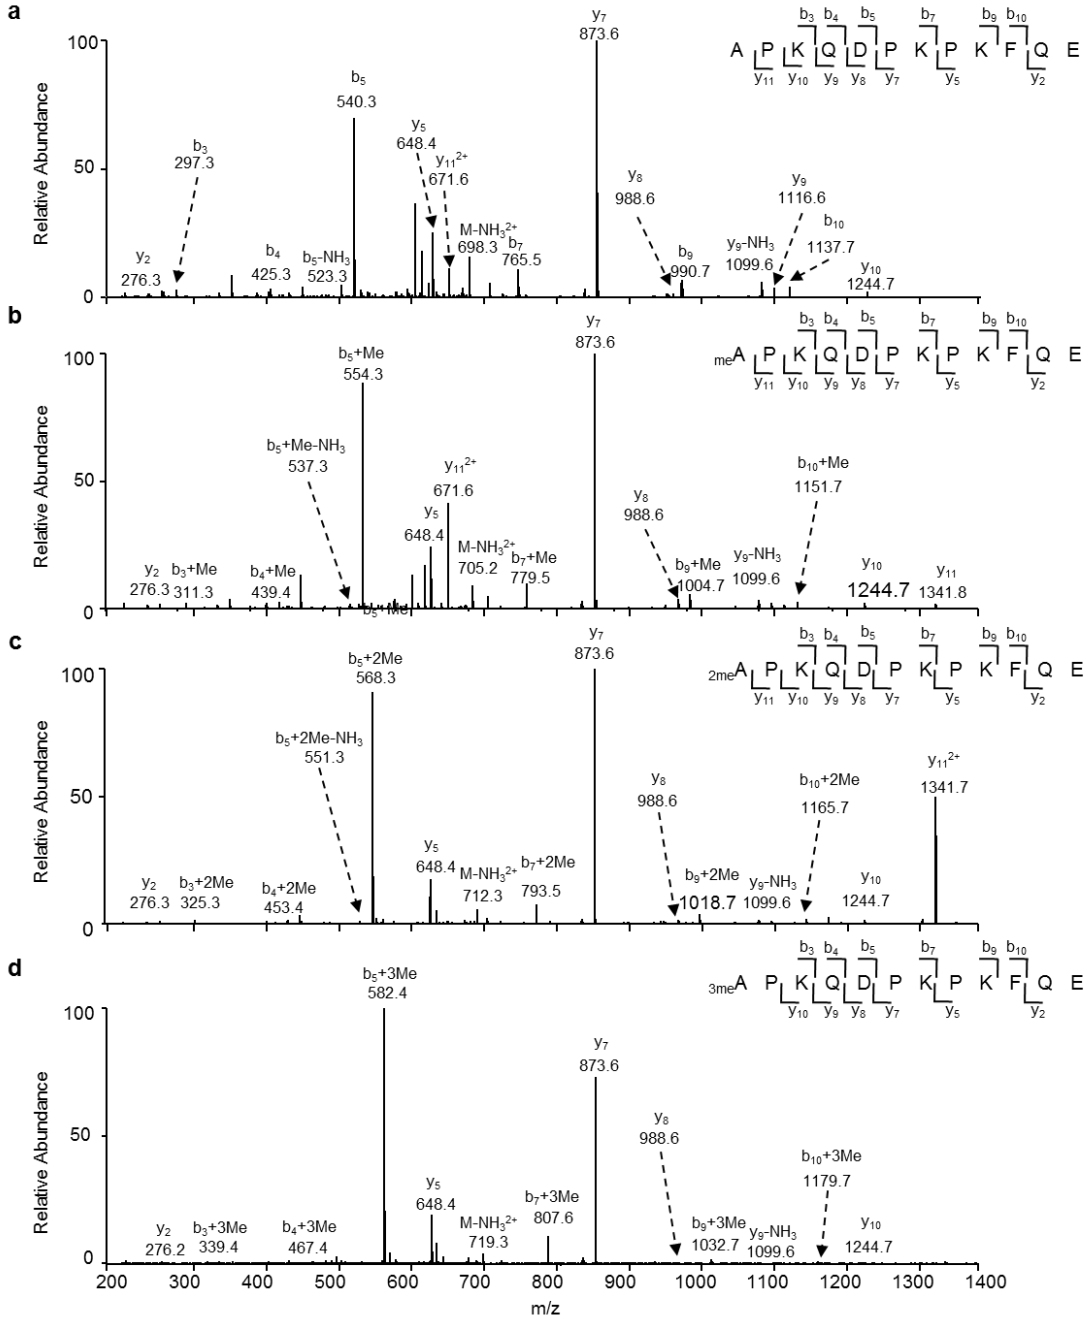 a
y7
873.6
b3 b4 b5 b7 b9 b10
A P K Q D P K P K F Q E
y11 y10 y9 y8 y7 y5 y2
Relative Abundance
100
50
0
b3
297.3
y2
276.3
b4
425.3
b5-NH3
523.3
b5
540.3
y5
648.4
y11 2+
671.6
M-NH3 2+
698.3
b7
765.5
y8
988.6
b9
990.7
y9-NH3
1099.6
y9
1116.6
b10
1137.7
y10
1244.7
b
y7
873.6
b3 b4 b5 b7 b9 b10
meA P K Q D P K P K F Q E
y11 y10 y9 y8 y7 y5 y2
Relative Abundance
100
50
0
b5+Me
554.3
b5+Me-NH3
537.3
y2
276.3
b3+Me
311.3
b4+Me
439.4
b5+Me
y11 2+
671.6
y5
648.4
M-NH3 2+
705.2
b7+Me
779.5
y8
988.6
b9+Me
1004.7
y9-NH3
1099.6
b10+Me
1151.7
y10
1244.7
y11
1341.8
c
y7
873.6
b3 b4 b5 b7 b9 b10
2meA P K Q D P K P K F Q E
y11 y10 y9 y8 y7 y5 y2
Relative Abundance
100
50
0
b5+2Me
568.3
b5+2Me-NH3
551.3
y2
276.3
b3+2Me
325.3
b4+2Me
453.4
y5
648.4
M-NH3 2+
712.3
b7+2Me
793.5
y8
988.6
b9+2Me
1018.7
y9-NH3
1099.6
b10+2Me
1165.7
y10
1244.7
y11 2+
1341.7
d
b3 b4 b5 b7 b9 b10
3meA P K Q D P K P K F Q E
y10 y9 y8 y7 y5 y2
Relative Abundance
100
50
0
b5+3Me
582.4
y7
873.6
y2
276.2
b3+3Me
339.4
b4+3Me
467.4
y5
648.4
M-NH3 2+
719.3
b7+3Me
807.6
y8
988.6
b9+3Me
1032.7
y9-NH3
1099.6
b10+3Me
1179.7
y10
1244.7
200 300 400 500 600 700 800 900 1000 1100 1200 1300 1400
m/z